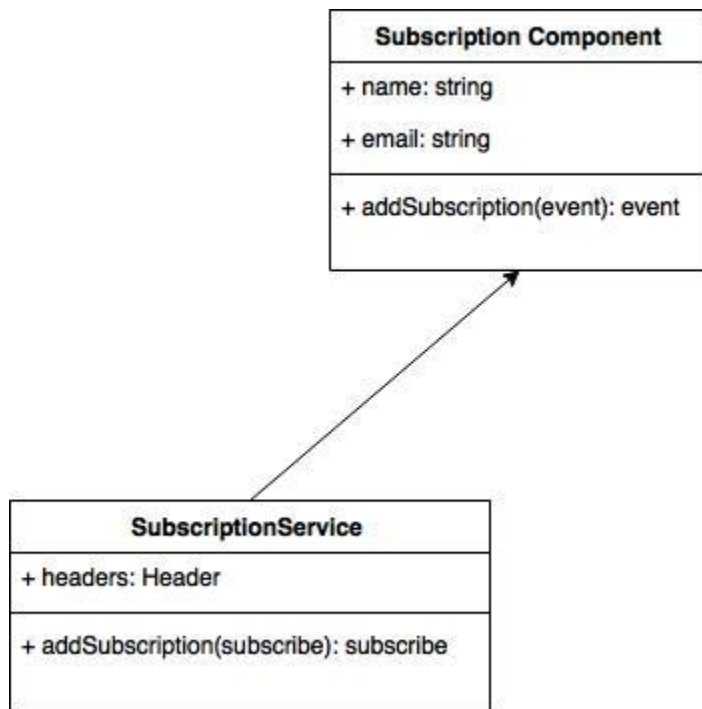 Subscription Component
+ name: string
+ email: string
+ addSubscription(event): event
SubscriptionService
+ headers: Header
+ addSubscription(subscribe): subscribe